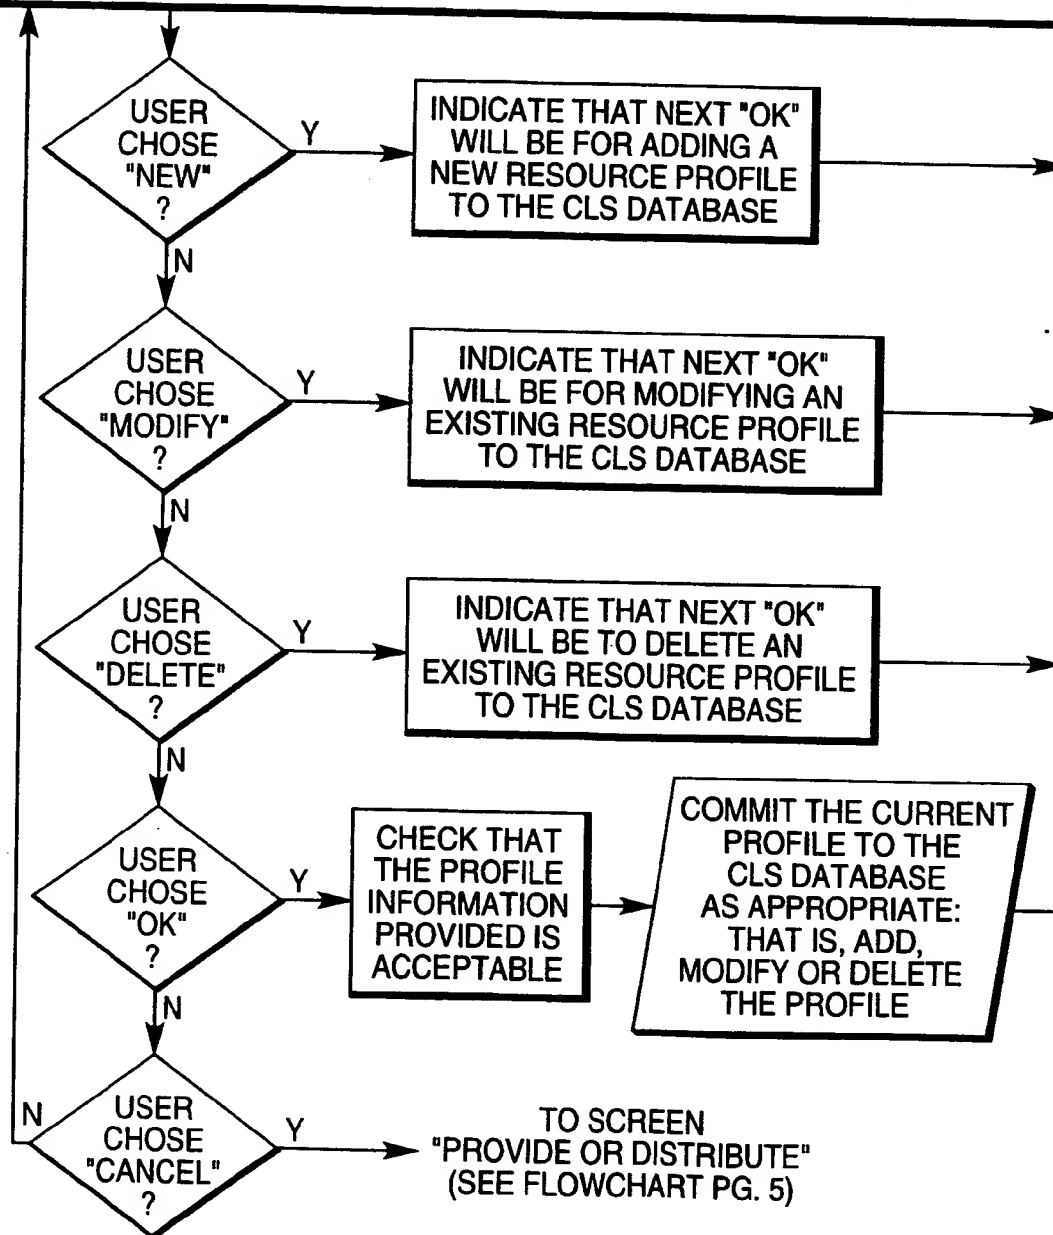 USER
CHOSE
"NEW"
?
Y
INDICATE THAT NEXT "OK"
WILL BE FOR ADDING A
NEW RESOURCE PROFILE
TO THE CLS DATABASE
N
USER
CHOSE
"MODIFY"
?
Y
INDICATE THAT NEXT "OK"
WILL BE FOR MODIFYING AN
EXISTING RESOURCE PROFILE
TO THE CLS DATABASE
N
USER
CHOSE
"DELETE"
?
Y
INDICATE THAT NEXT "OK"
WILL BE TO DELETE AN
EXISTING RESOURCE PROFILE
TO THE CLS DATABASE
N
USER
CHOSE
"OK"
?
Y
CHECK THAT
THE PROFILE
INFORMATION
PROVIDED IS
ACCEPTABLE
COMMIT THE CURRENT
PROFILE TO THE
CLS DATABASE
AS APPROPRIATE:
THAT IS, ADD,
MODIFY OR DELETE
THE PROFILE
N
USER
CHOSE
"CANCEL"
?
N
Y
TO SCREEN
"PROVIDE OR DISTRIBUTE"
(SEE FLOWCHART PG. 5)